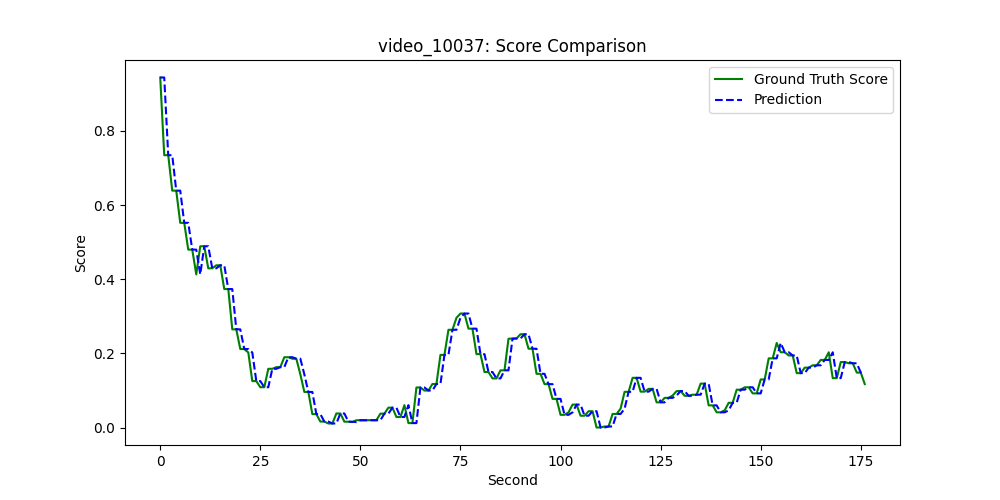 video_10037: Score Comparison
Ground Truth Score
Prediction
Score
0.8
0.6
0.4
0.2
0.0
0 25 50 75 100 125 150 175
Second